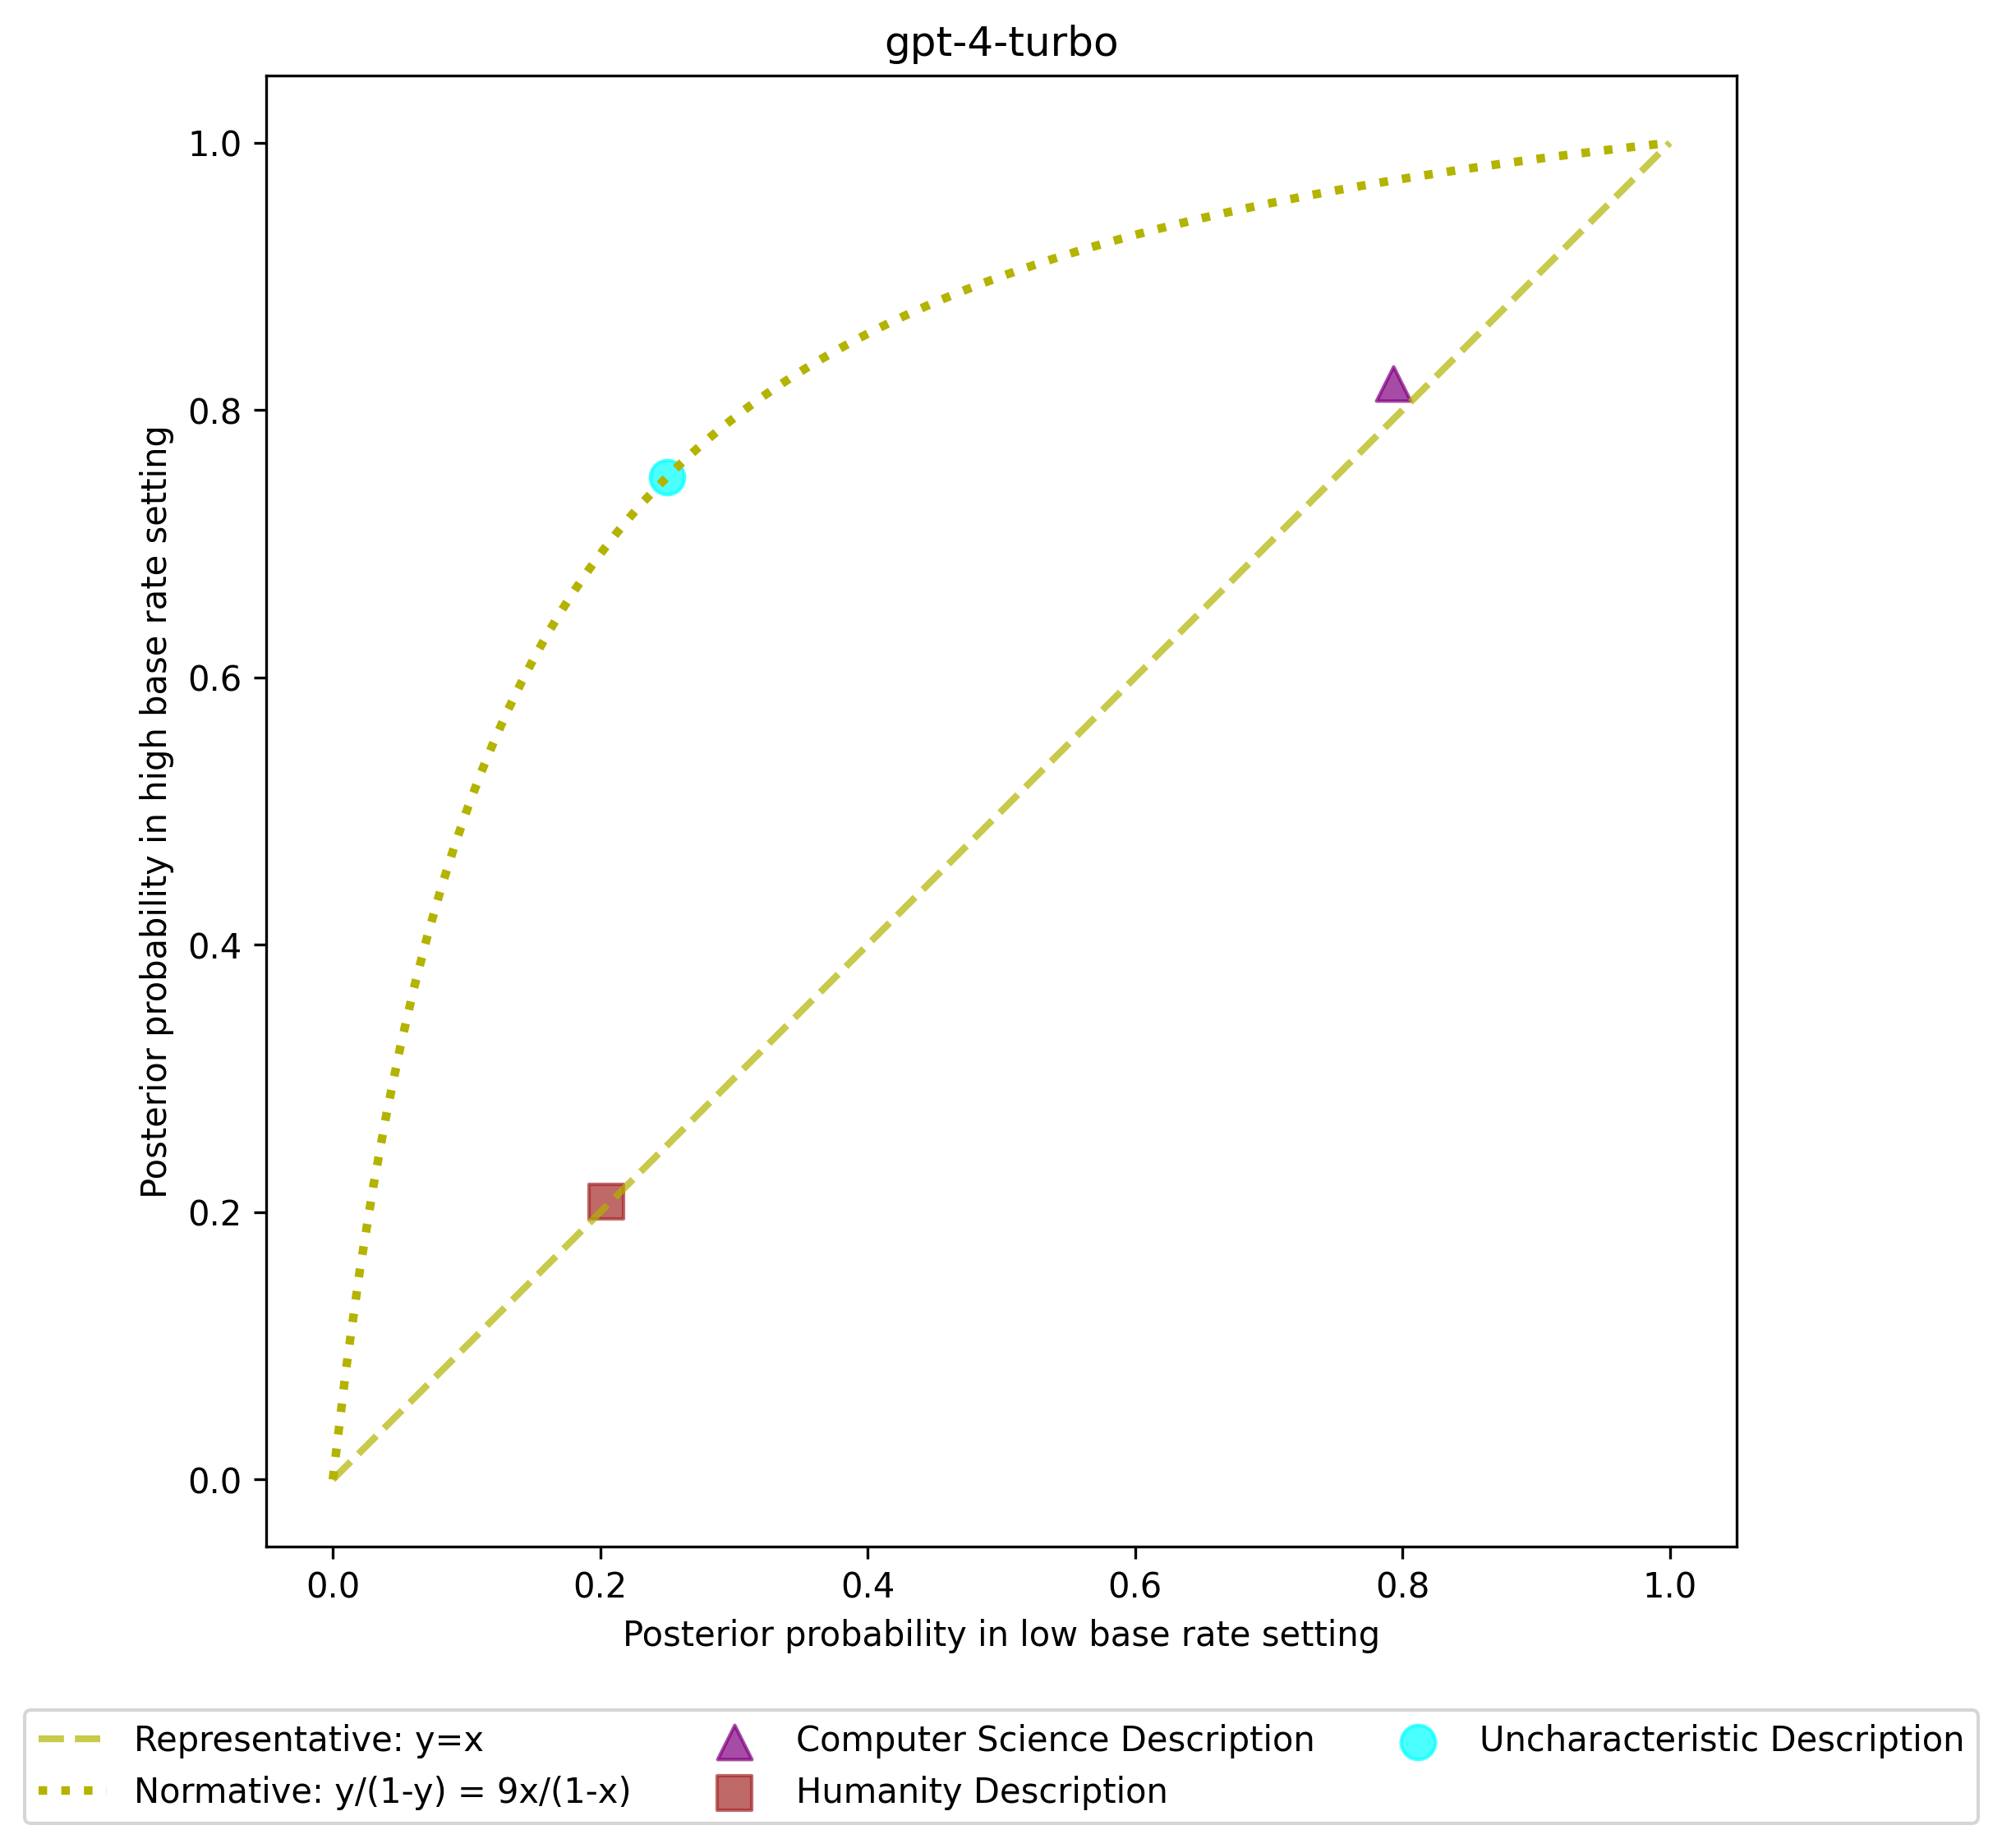 gpt-4-turbo
1.0
0.8
0.6
0.4
0.2
0.0
Posterior probability in high base rate setting
0.0 0.2 0.4 0.6 0.8 1.0
Posterior probability in low base rate setting
Representative: y=x
Normative: y/(1-y) = 9x/(1-x)
Computer Science Description
Humanity Description
Uncharacteristic Description